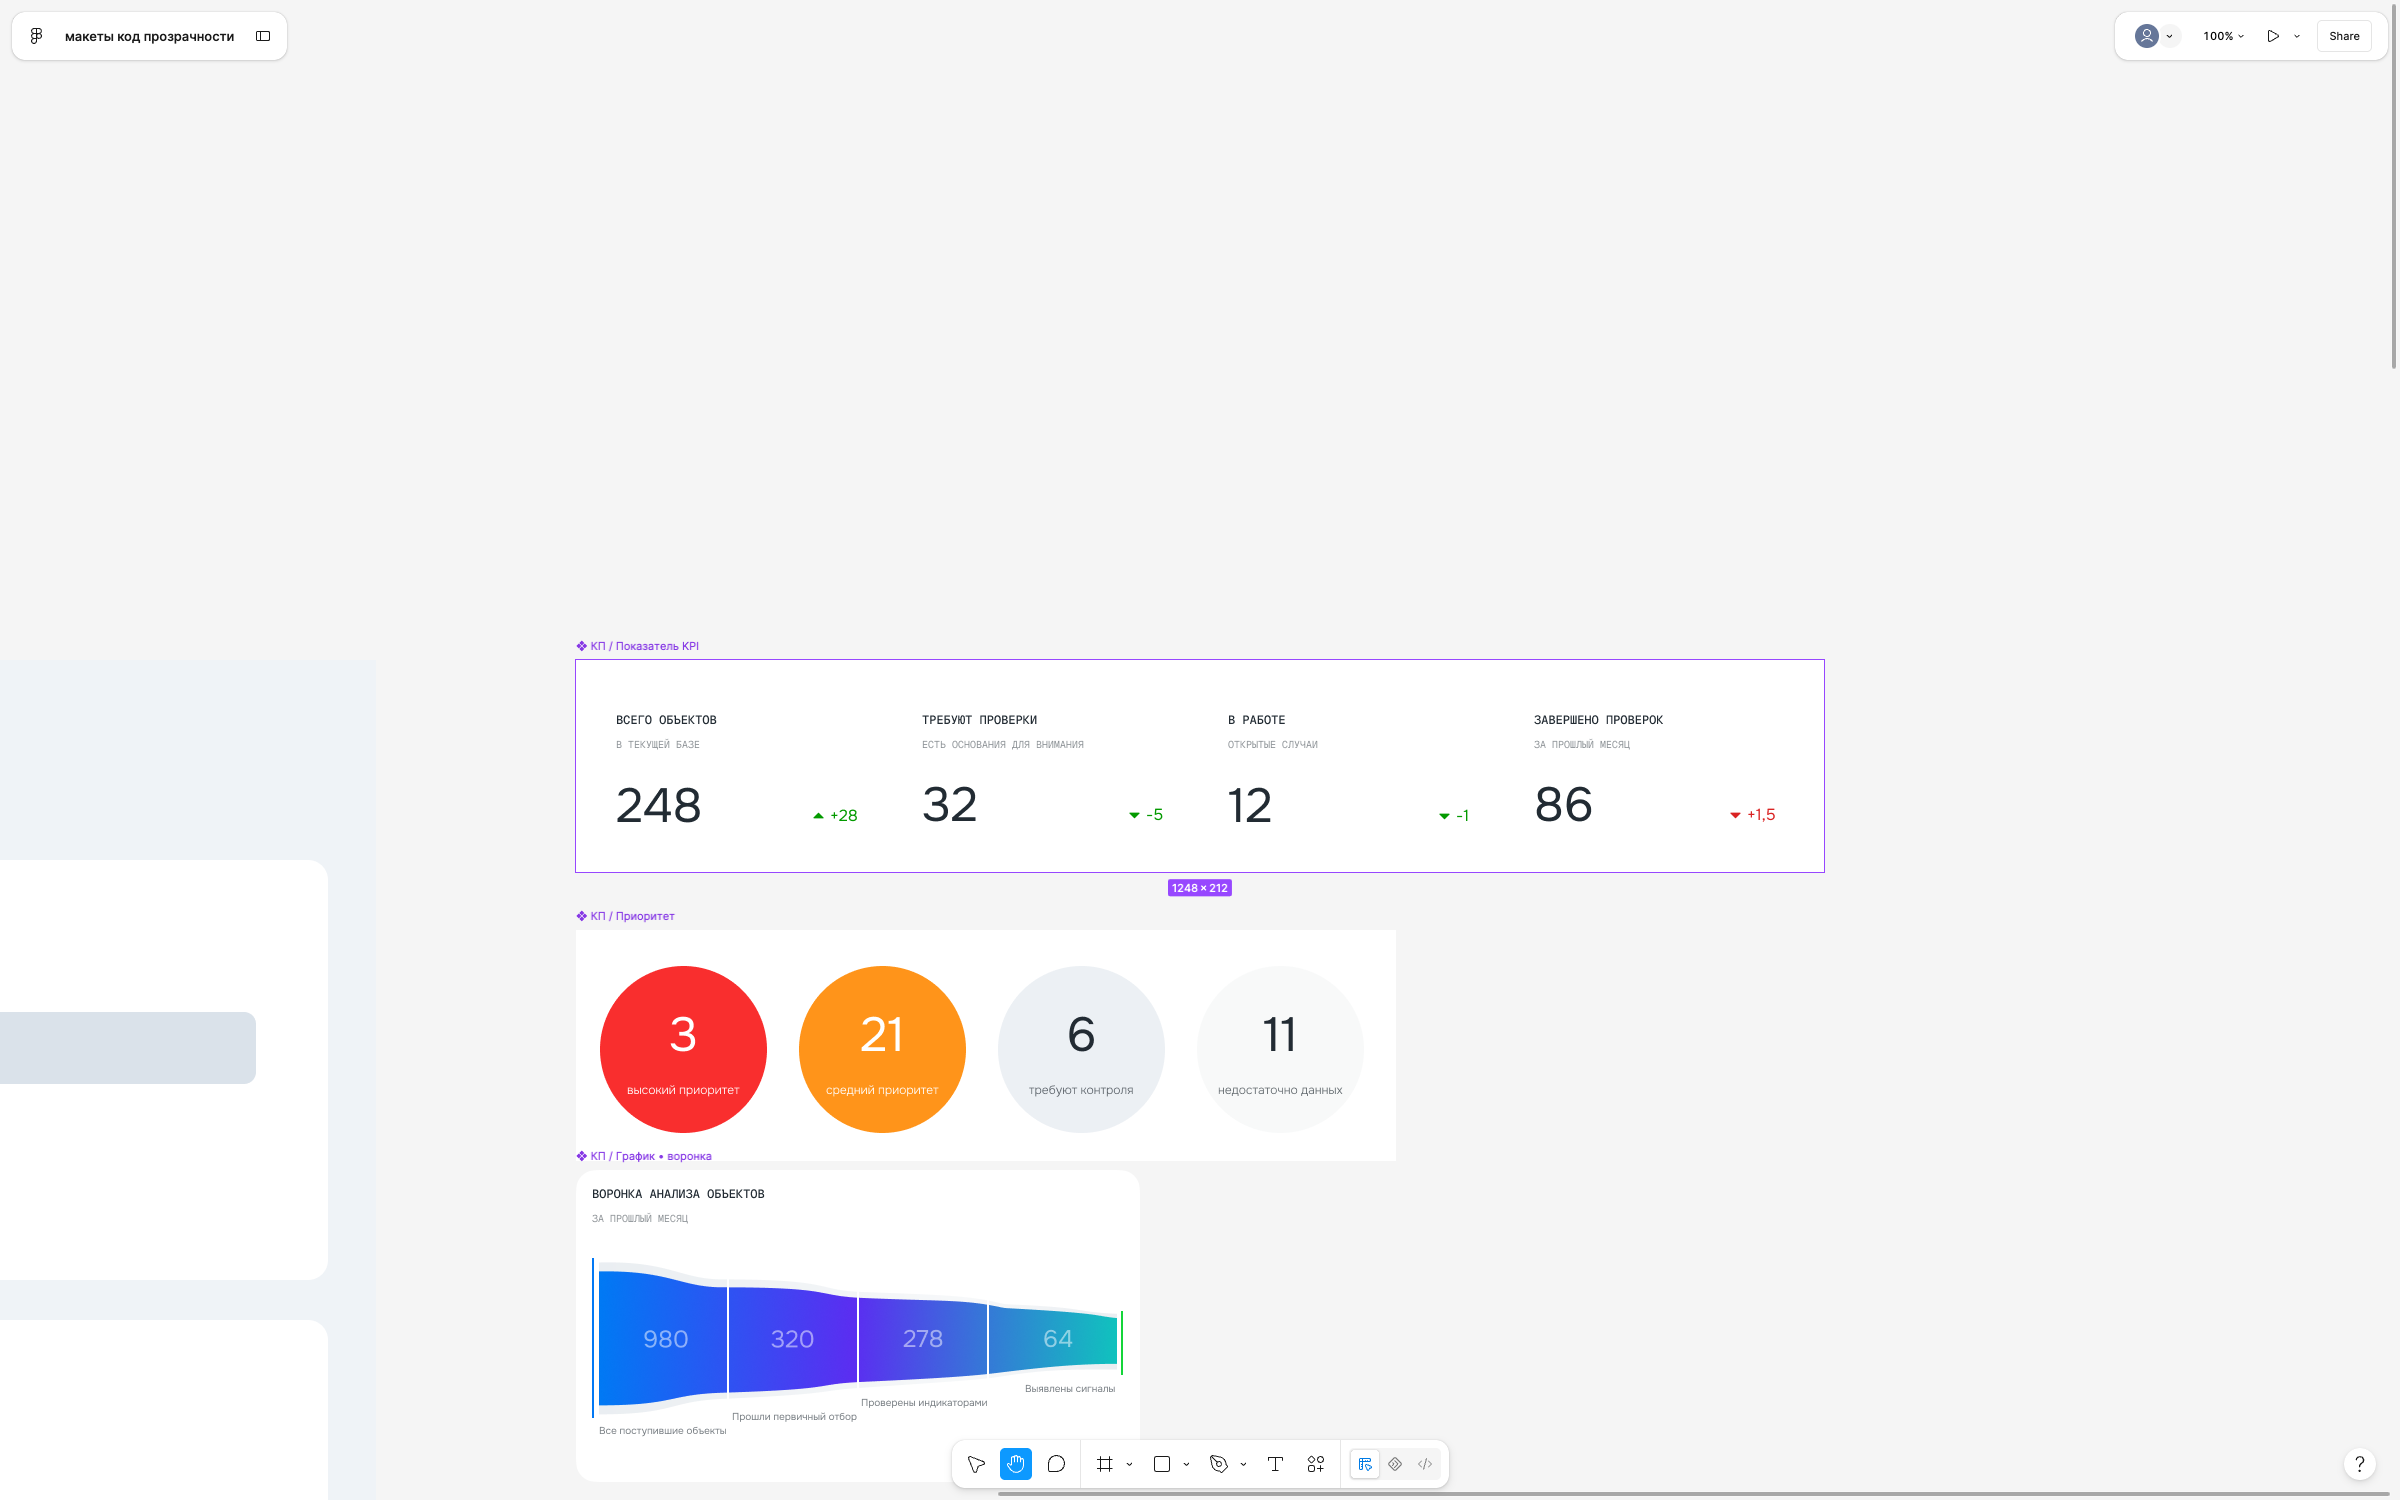 макеты код прозрачности
100%
Share
КП / Показатель KPI
ВСЕГО ОБЪЕКТОВ
В ТЕКУЩЕЙ БАЗЕ
248
+28
ТРЕБУЮТ ПРОВЕРКИ
ЕСТЬ ОСНОВАНИЯ ДЛЯ ВНИМАНИЯ
32
-5
В РАБОТЕ
ОТКРЫТЫЕ СЛУЧАИ
12
-1
ЗАВЕРШЕНО ПРОВЕРОК
ЗА ПРОШЛЫЙ МЕСЯЦ
86
+1,5
1248 × 212
КП / Приоритет
3
высокий приоритет
21
средний приоритет
6
требуют контроля
11
недостаточно данных
КП / График • воронка
ВОРОНКА АНАЛИЗА ОБЪЕКТОВ
ЗА ПРОШЛЫЙ МЕСЯЦ
980
320
278
64
Выявлены сигналы
Проверены индикаторами
Прошли первичный отбор
Все поступившие объекты
?